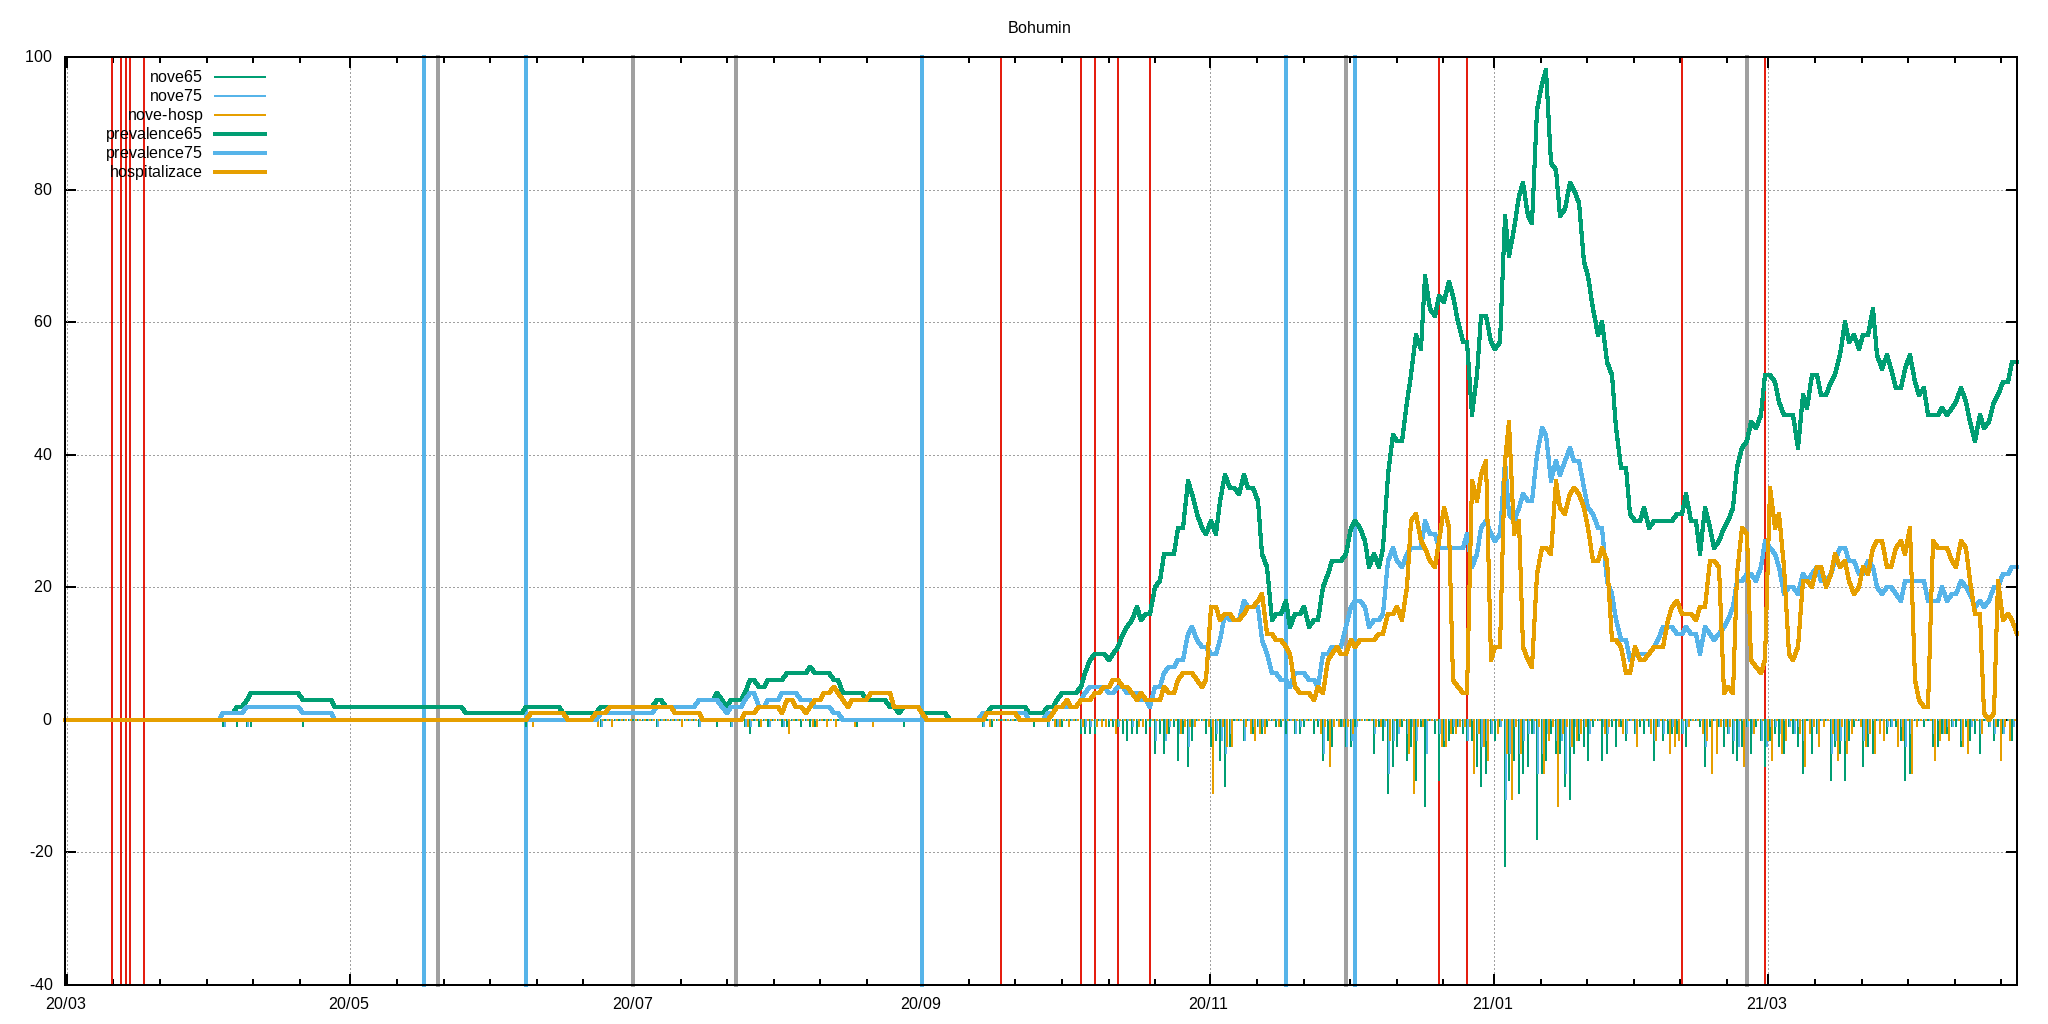 Bohumin
100
80
60
40
20
0
-20
-40
nove65
nove75
nove-hosp
prevalence65
prevalence75
hospitalizace
20/03 20/05 20/07 20/09 20/11 21/01 21/03